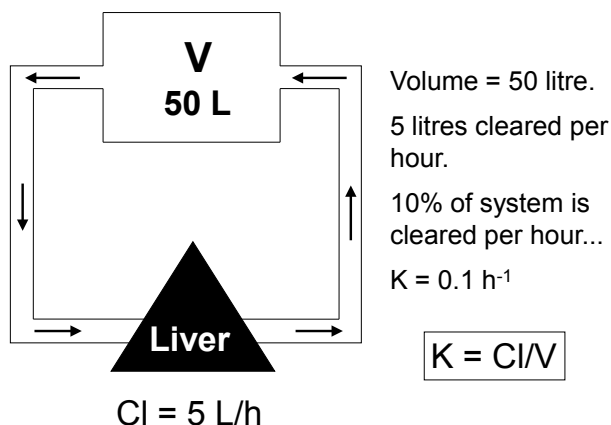 V
50 L
Volume = 50 litre.
5 litres cleared per
hour.
10% of system is
cleared per hour...
K = 0.1 h⁻¹
Liver
K = Cl/V
Cl = 5 L/h